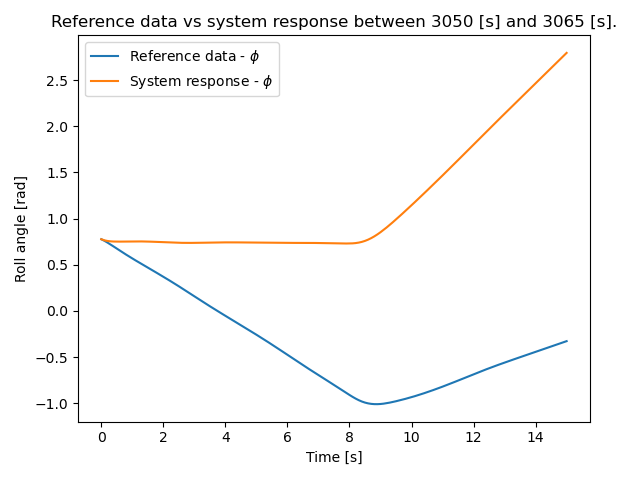 Reference data vs system response between 3050 [s] and 3065 [s].
Reference data - ϕ
System response - ϕ
Roll angle [rad]
2.5
2.0
1.5
1.0
0.5
0.0
−0.5
−1.0
0 2 4 6 8 10 12 14
Time [s]